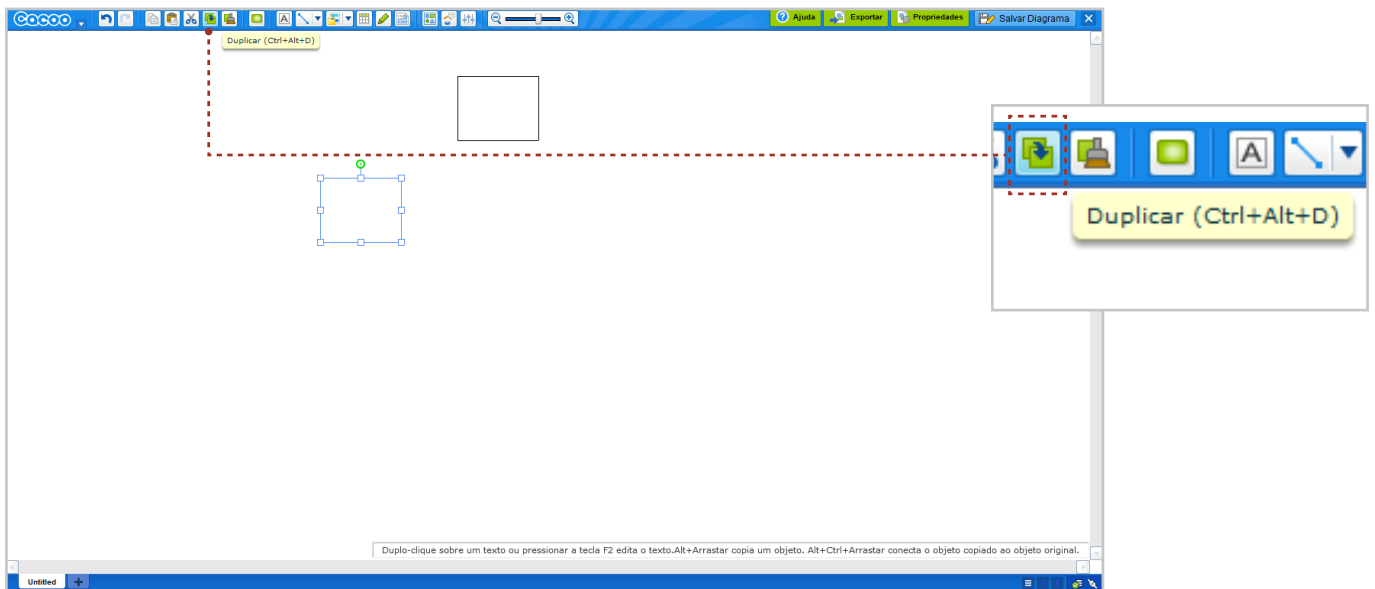 Cacoo
A
Ajuda
Exportar
Propriedades
Salvar Diagrama
Duplicar (Ctrl+Alt+D)
A
Duplicar (Ctrl+Alt+D)
Duplo-clique sobre um texto ou pressionar a tecla F2 edita o texto.Alt+Arrastar copia um objeto. Alt+Ctrl+Arrastar conecta o objeto copiado ao objeto original.
Untitled